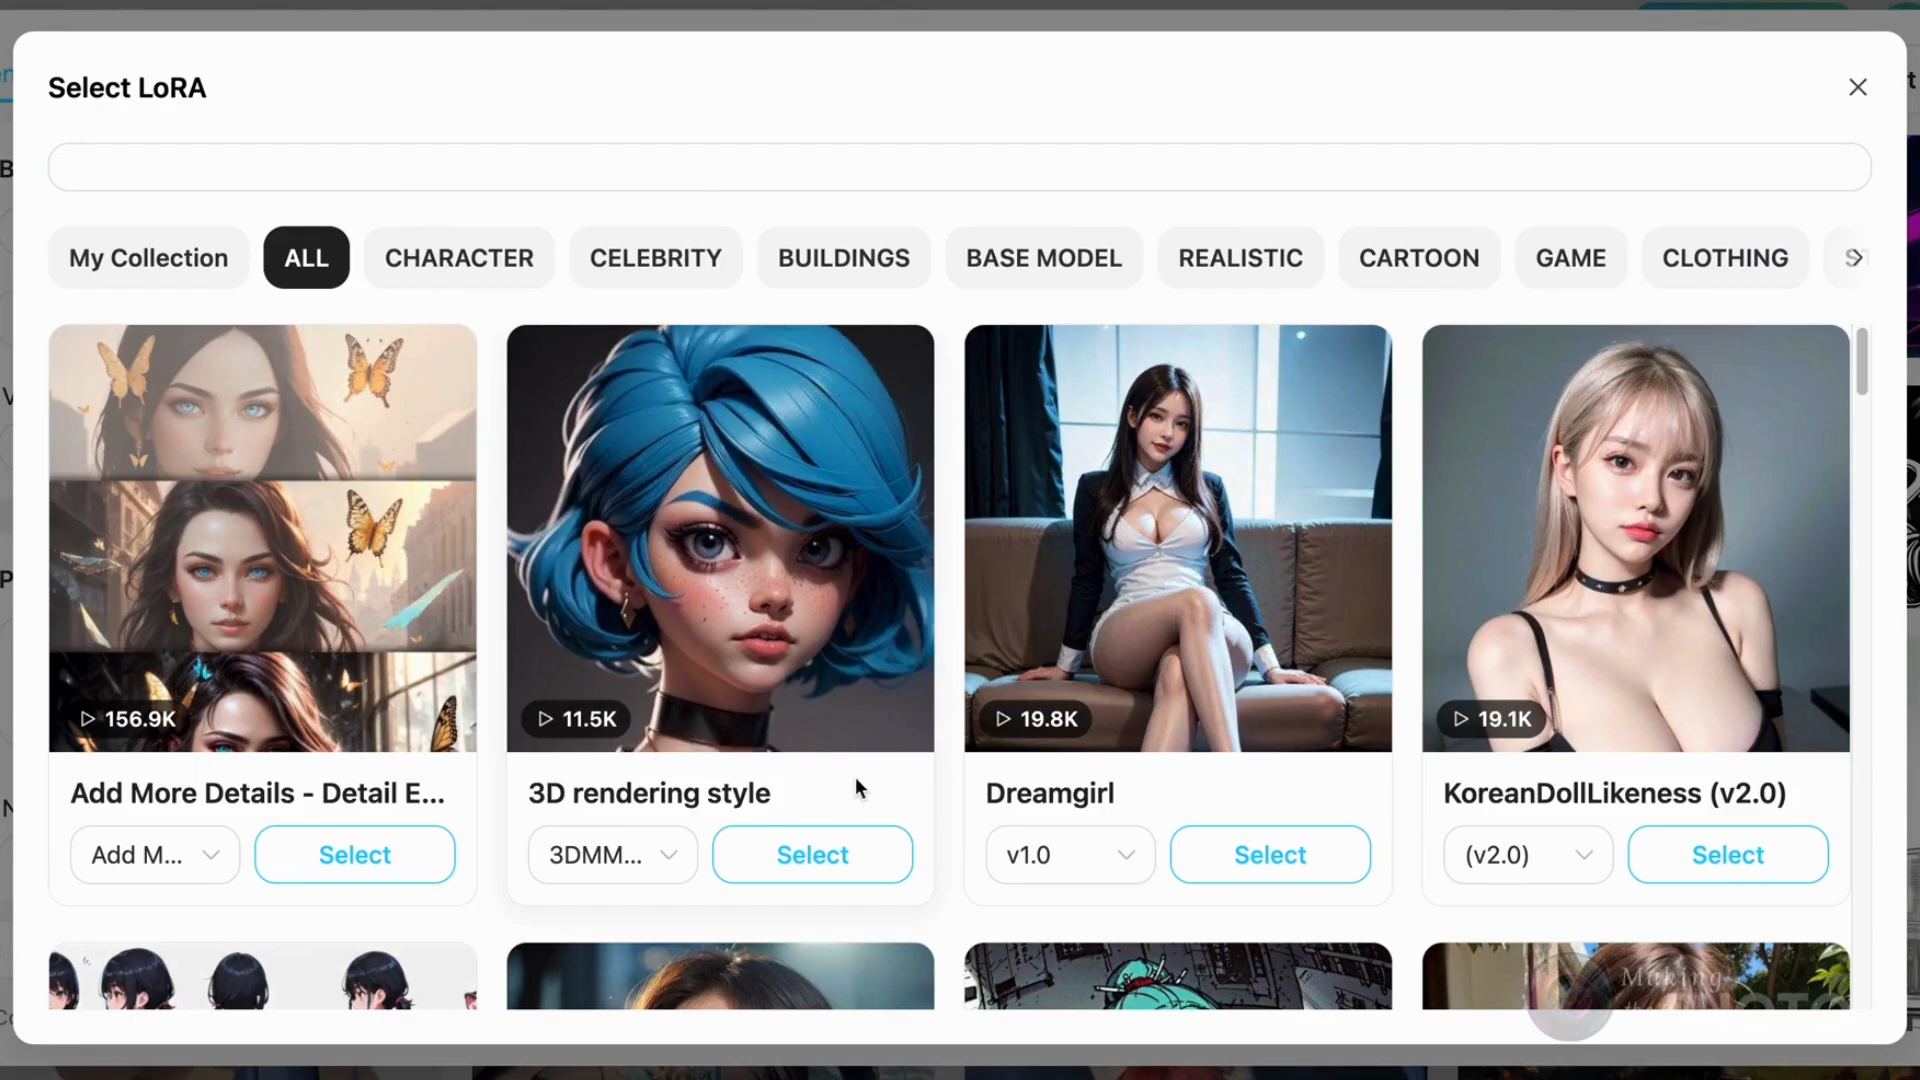 Select LoRA
My Collection
ALL
CHARACTER
CELEBRITY
BUILDINGS
BASE MODEL
REALISTIC
CARTOON
GAME
CLOTHING
156.9K
11.5K
19.8K
19.1K
Add More Details - Detail E...
3D rendering style
Dreamgirl
KoreanDollLikeness (v2.0)
Add M...
Select
3DMM...
Select
v1.0
Select
(v2.0)
Select
Making